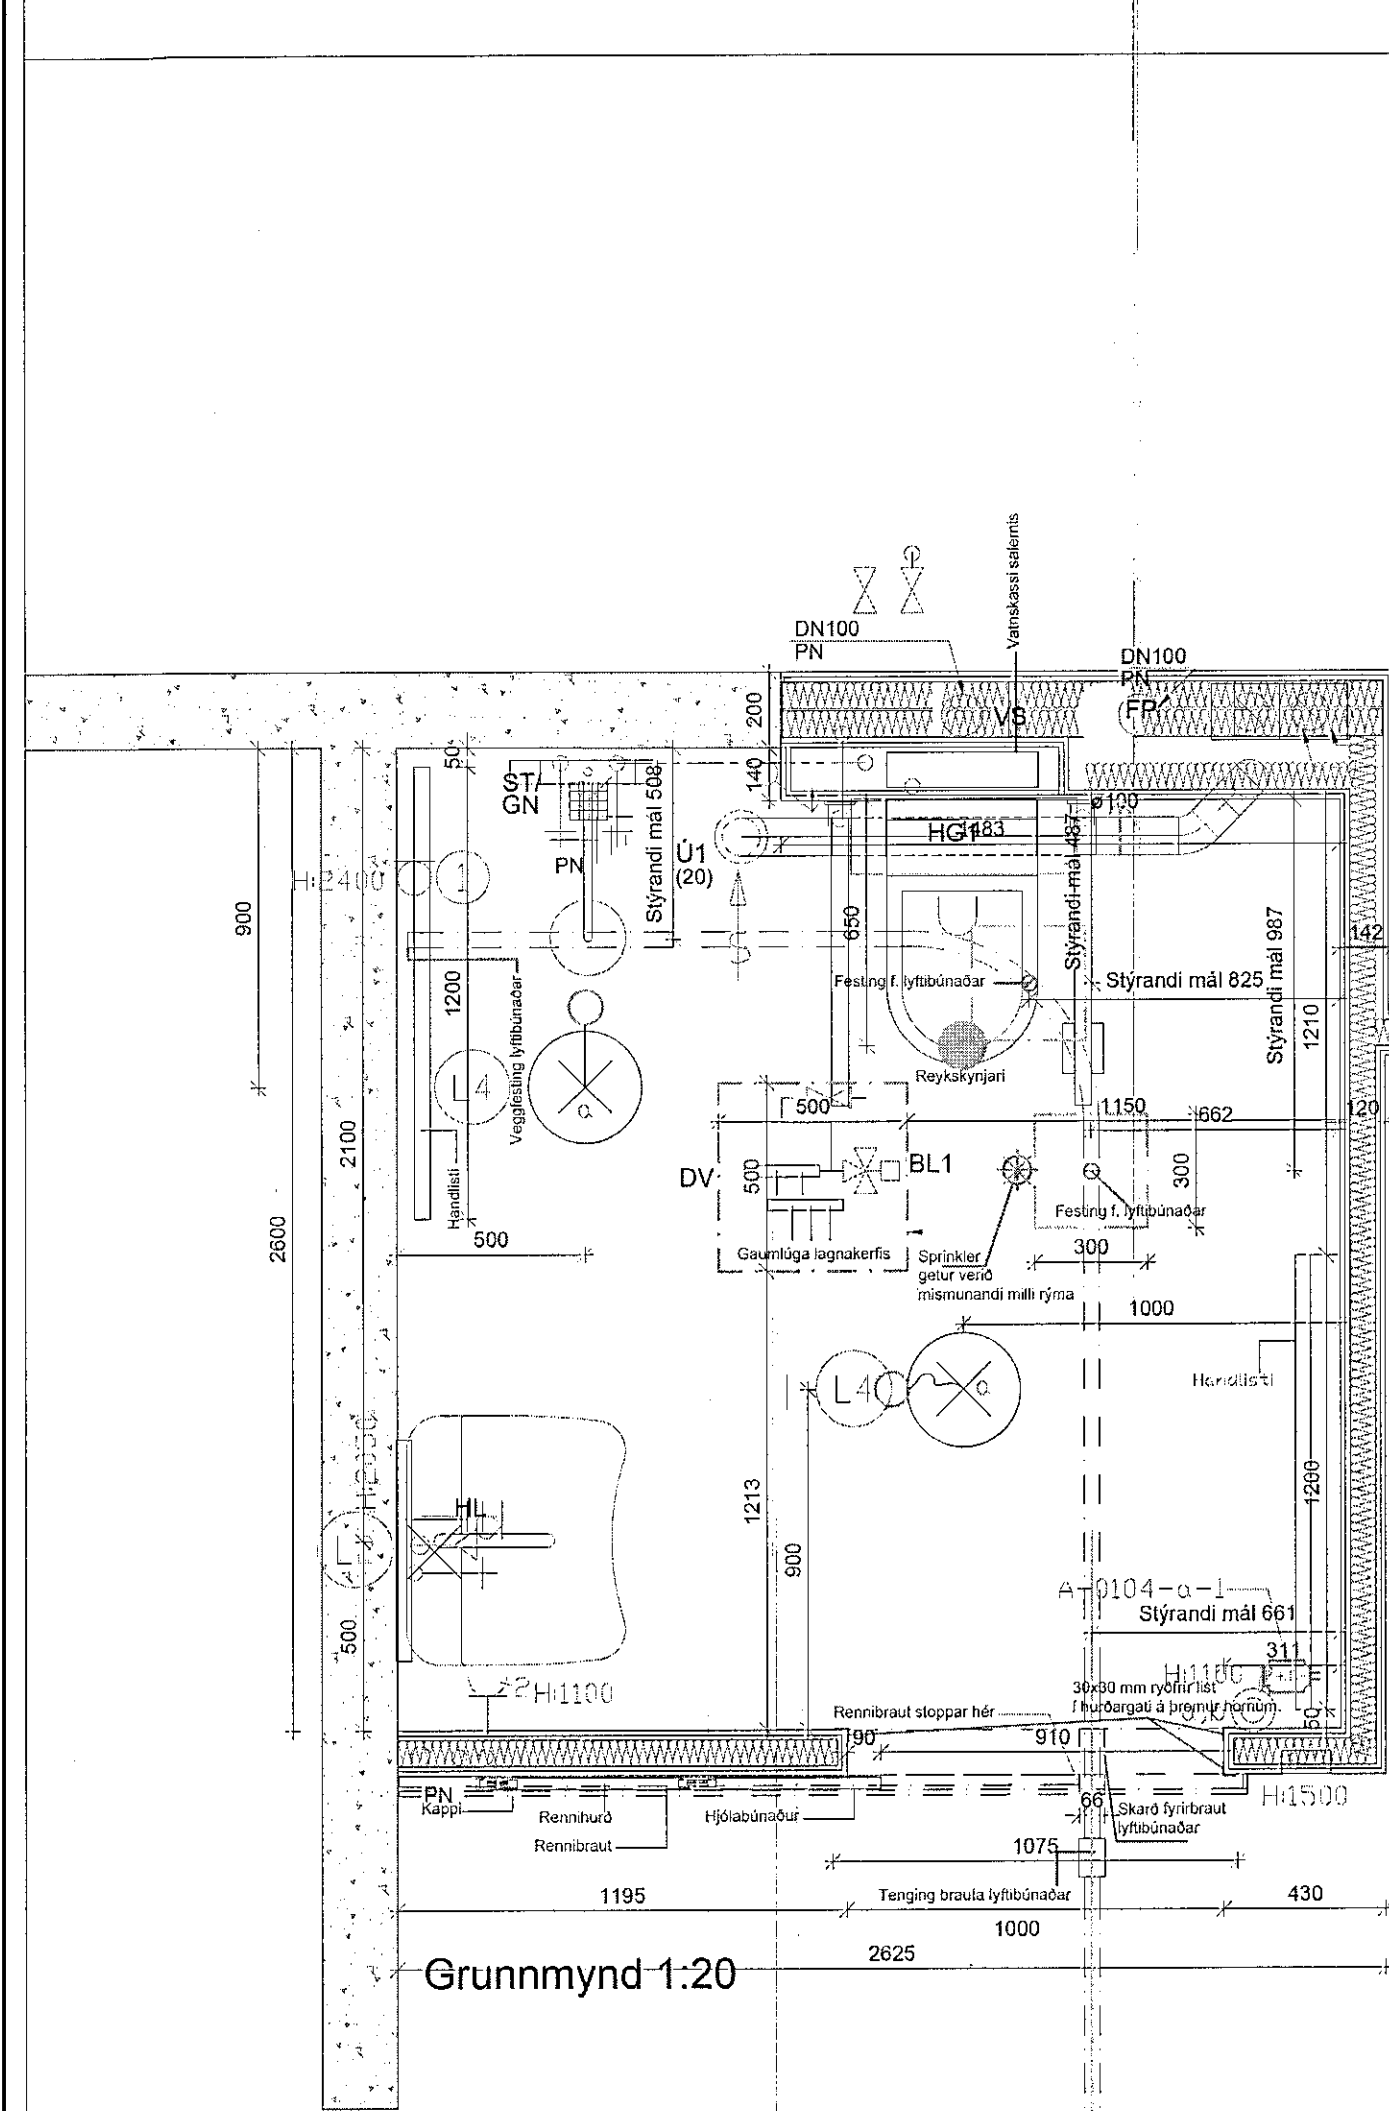 Vatnskassi salernis
DN100
PN
DN100
PN
200
VS
FP
50
140
ST/
GN
Stýrandi mál 508
ø100
HG1
1483
Stýrandi mál 487
PN
Ú1
(20)
H:2400
1
900
650
S
Stýrandi mál 987
142
Festing f. lyftibúnaðar
Stýrandi mál 825
1200
Veggfesting lyftibúnaðar
1210
L4
a
Reykskynjari
500
1150
662
120
2100
DV
500
BL1
300
Handlisti
Festing f. lyftibúnaðar
2600
500
Gaumlúga lagnakerfis
Sprinkler
getur verið
mismunandi milli rýma
300
1000
L4
a
Handlisti
1213
1200
HL
900
A-0104-a-1
Stýrandi mál 661
500
311
H:1100
+2
H:1100
30x30 mm ryðfrír list
í hurðargati á þremur hornum.
Rennibraut stoppar hér
50
90
910
PN
Kappi
Rennihurð
Hjólabúnaður
66
Skarð fyrirbraut
lyftibúnaðar
H:1500
Rennibraut
1075
1195
Tenging brauta lyftibúnaðar
430
1000
2625
Grunnmynd 1:20